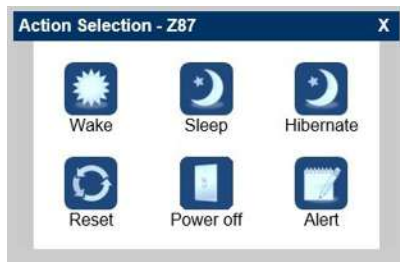 Action Selection - Z87 X
Wake Sleep Hibernate
Reset Power off Alert